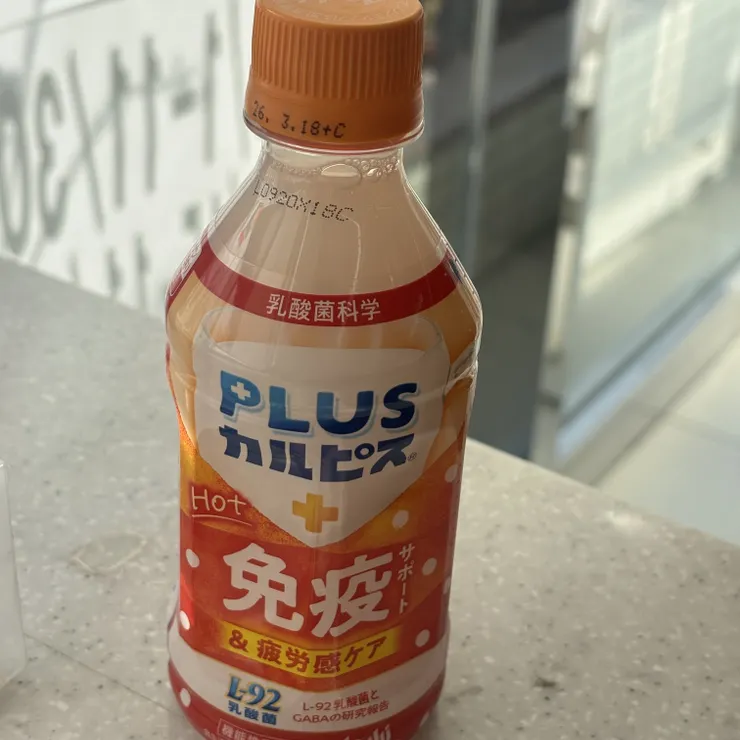 26. 3.18+C
L0920X18C
乳酸菌科学
PLUS
カルピス®
Hot
免疫
サポート
& 疲労感ケア
L-92
乳酸菌
L-92乳酸菌と
GABAの研究報告